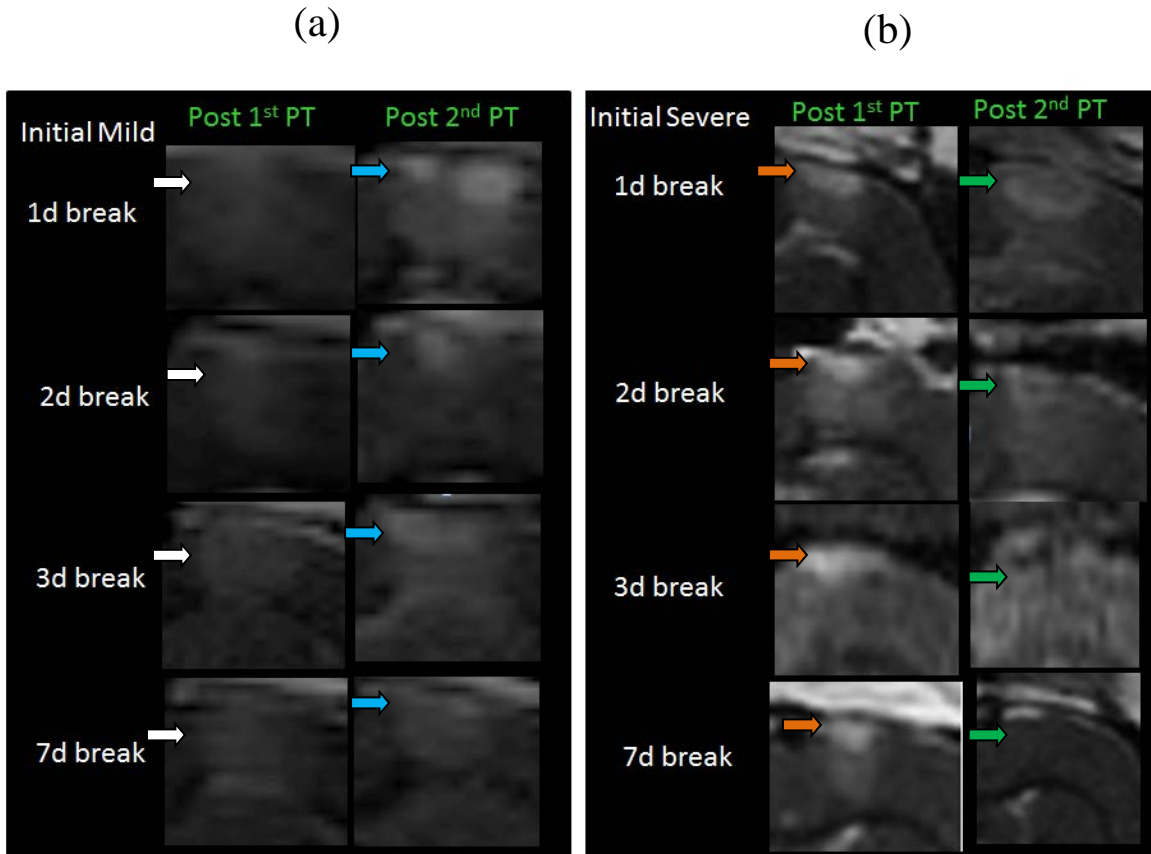 (a)
Initial Mild
Post 1st PT
Post 2nd PT
1d break
2d break
3d break
7d break
(b)
Initial Severe
Post 1st PT
Post 2nd PT
1d break
2d break
3d break
7d break